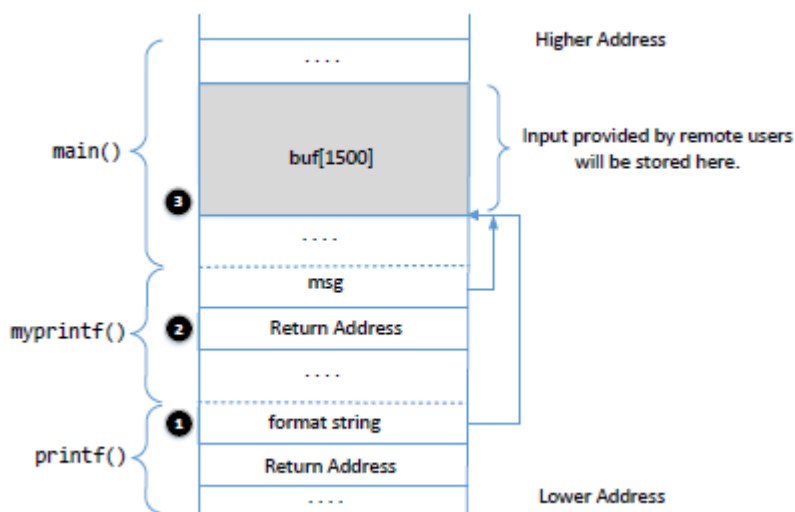 Higher Address
. . . .
main()
buf[1500]
Input provided by remote users
will be stored here.
3
. . . .
msg
myprintf()
2
Return Address
. . . .
1
format string
printf()
Return Address
. . . .
Lower Address